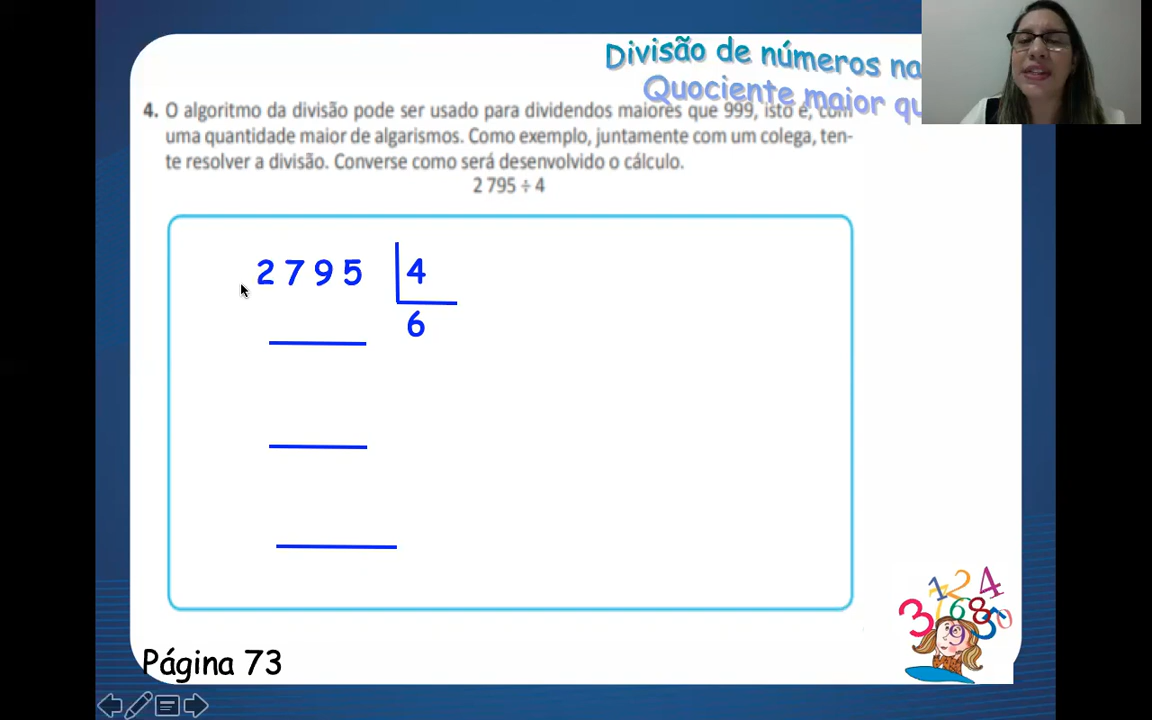 Divisão de números na
Quociente maior qu
4. O algoritmo da divisão pode ser usado para dividendos maiores que 999, isto é, com
uma quantidade maior de algarismos. Como exemplo, juntamente com um colega, ten-
te resolver a divisão. Converse como será desenvolvido o cálculo.
2 795 ÷ 4
2 7 9 5 4
6
Página 73